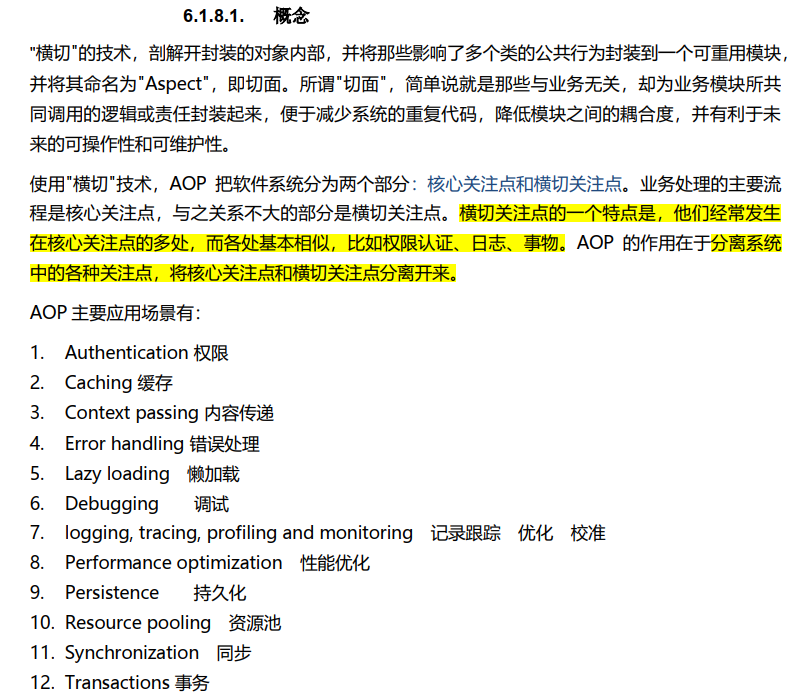 6.1.8.1. 概念
"横切"的技术，剖解开封装的对象内部，并将那些影响了多个类的公共行为封装到一个可重用模块，
并将其命名为"Aspect"，即切面。所谓"切面"，简单说就是那些与业务无关，却为业务模块所共
同调用的逻辑或责任封装起来，便于减少系统的重复代码，降低模块之间的耦合度，并有利于未
来的可操作性和可维护性。
使用"横切"技术，AOP 把软件系统分为两个部分：核心关注点和横切关注点。业务处理的主要流
程是核心关注点，与之关系不大的部分是横切关注点。横切关注点的一个特点是，他们经常发生
在核心关注点的多处，而各处基本相似，比如权限认证、日志、事物。AOP 的作用在于分离系统
中的各种关注点，将核心关注点和横切关注点分离开来。
AOP 主要应用场景有：
1. Authentication 权限
2. Caching 缓存
3. Context passing 内容传递
4. Error handling 错误处理
5. Lazy loading 懒加载
6. Debugging 调试
7. logging, tracing, profiling and monitoring 记录跟踪 优化 校准
8. Performance optimization 性能优化
9. Persistence 持久化
10. Resource pooling 资源池
11. Synchronization 同步
12. Transactions 事务